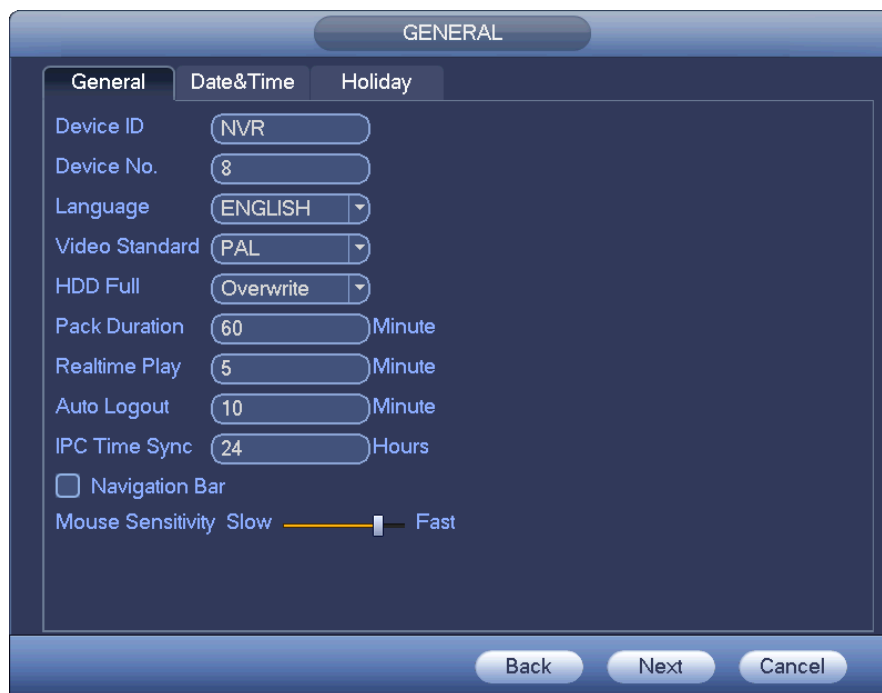 GENERAL
General Date&Time Holiday
Device ID NVR
Device No. 8
Language ENGLISH
Video Standard PAL
HDD Full Overwrite
Pack Duration 60 Minute
Realtime Play 5 Minute
Auto Logout 10 Minute
IPC Time Sync 24 Hours
Navigation Bar
Mouse Sensitivity Slow Fast
Back Next Cancel